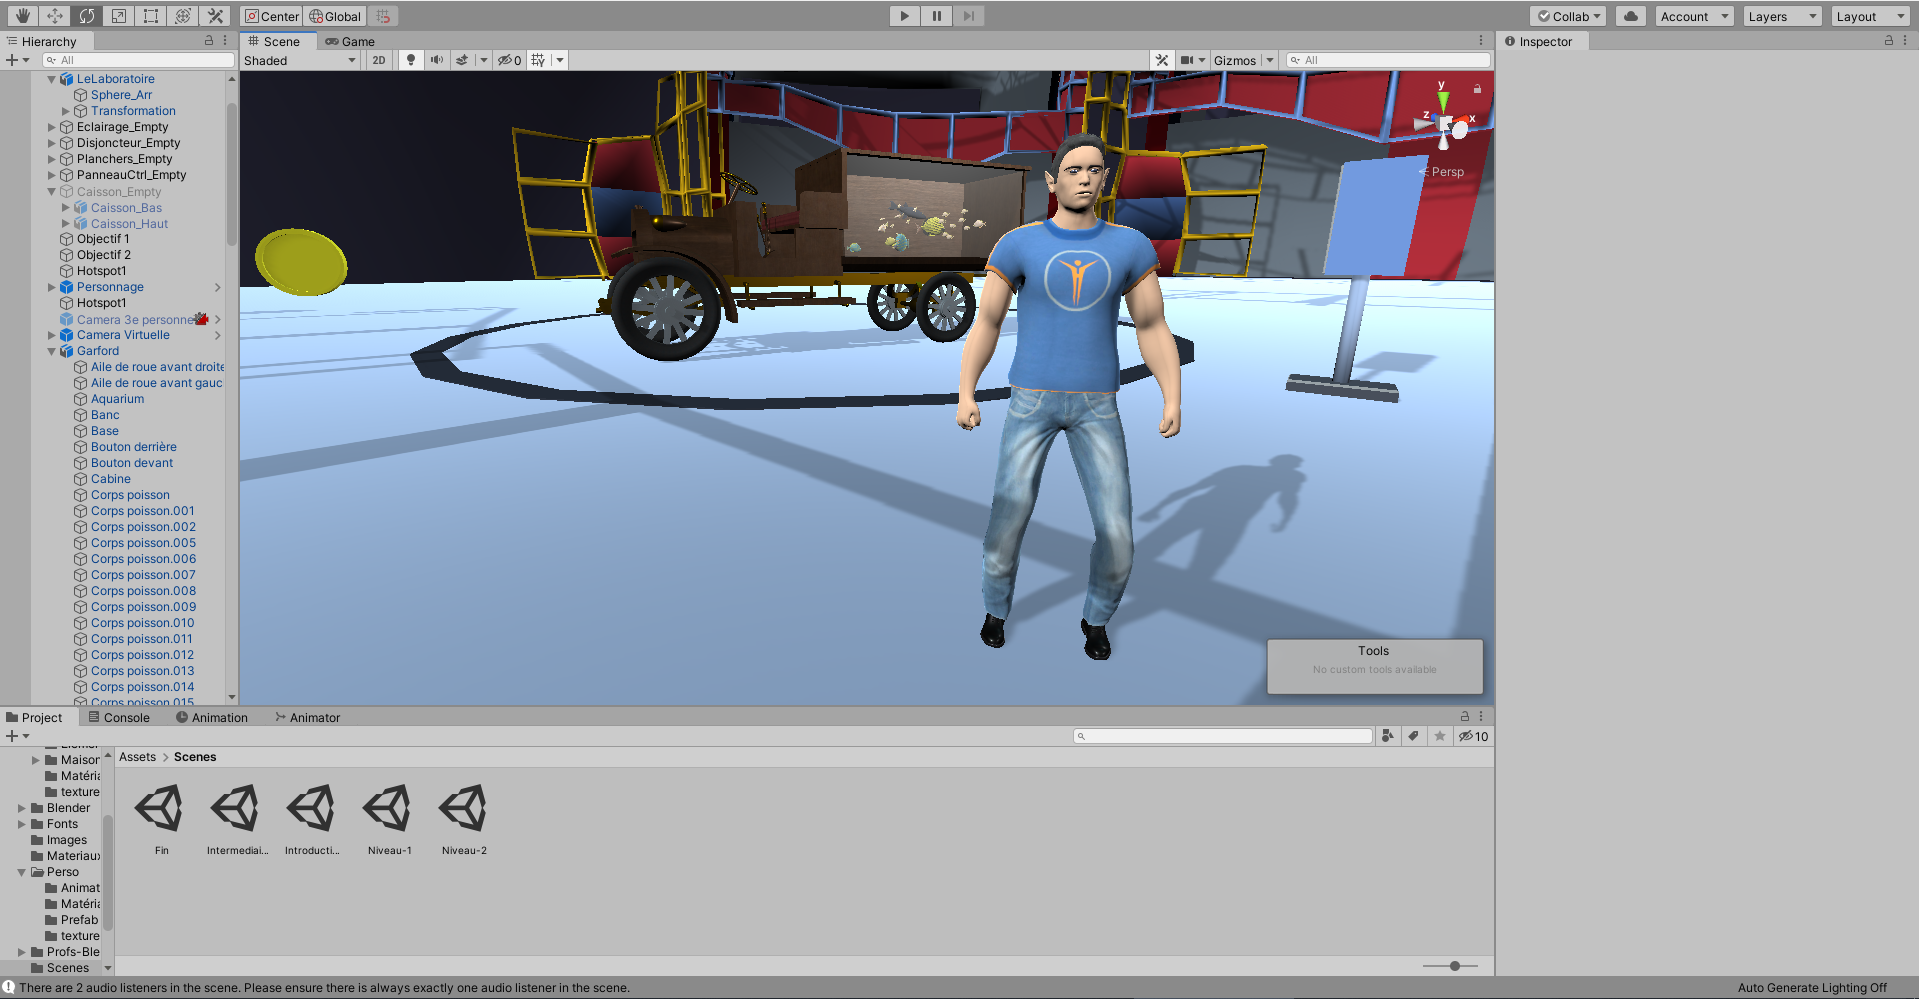 Center
Global
Collab
Account
Layers
Layout
Hierarchy
Scene
Game
Inspector
All
Shaded
2D
0
Gizmos
All
LeLaboratoire
Sphere_Arr
Transformation
Eclairage_Empty
Disjoncteur_Empty
Planchers_Empty
PanneauCtrl_Empty
Caisson_Empty
Caisson_Bas
Caisson_Haut
Objectif 1
Objectif 2
Hotspot1
Personnage
Hotspot1
Camera 3e personne
Camera Virtuelle
Garford
Aile de roue avant droite
Aile de roue avant gauc
Aquarium
Banc
Base
Bouton derrière
Bouton devant
Cabine
Corps poisson
Corps poisson.001
Corps poisson.002
Corps poisson.005
Corps poisson.006
Corps poisson.007
Corps poisson.008
Corps poisson.009
Corps poisson.010
Corps poisson.011
Corps poisson.012
Corps poisson.013
Corps poisson.014
Corps poisson.015
y
z
x
Persp
Tools
No custom tools available
Project
Console
Animation
Animator
10
Maison
Matéria
texture
Blender
Fonts
Images
Materiaux
Perso
Animat
Matéria
Prefab
texture
Profs-Ble
Scenes
Assets > Scenes
Fin
Intermediai...
Introducti...
Niveau-1
Niveau-2
There are 2 audio listeners in the scene. Please ensure there is always exactly one audio listener in the scene.
Auto Generate Lighting Off